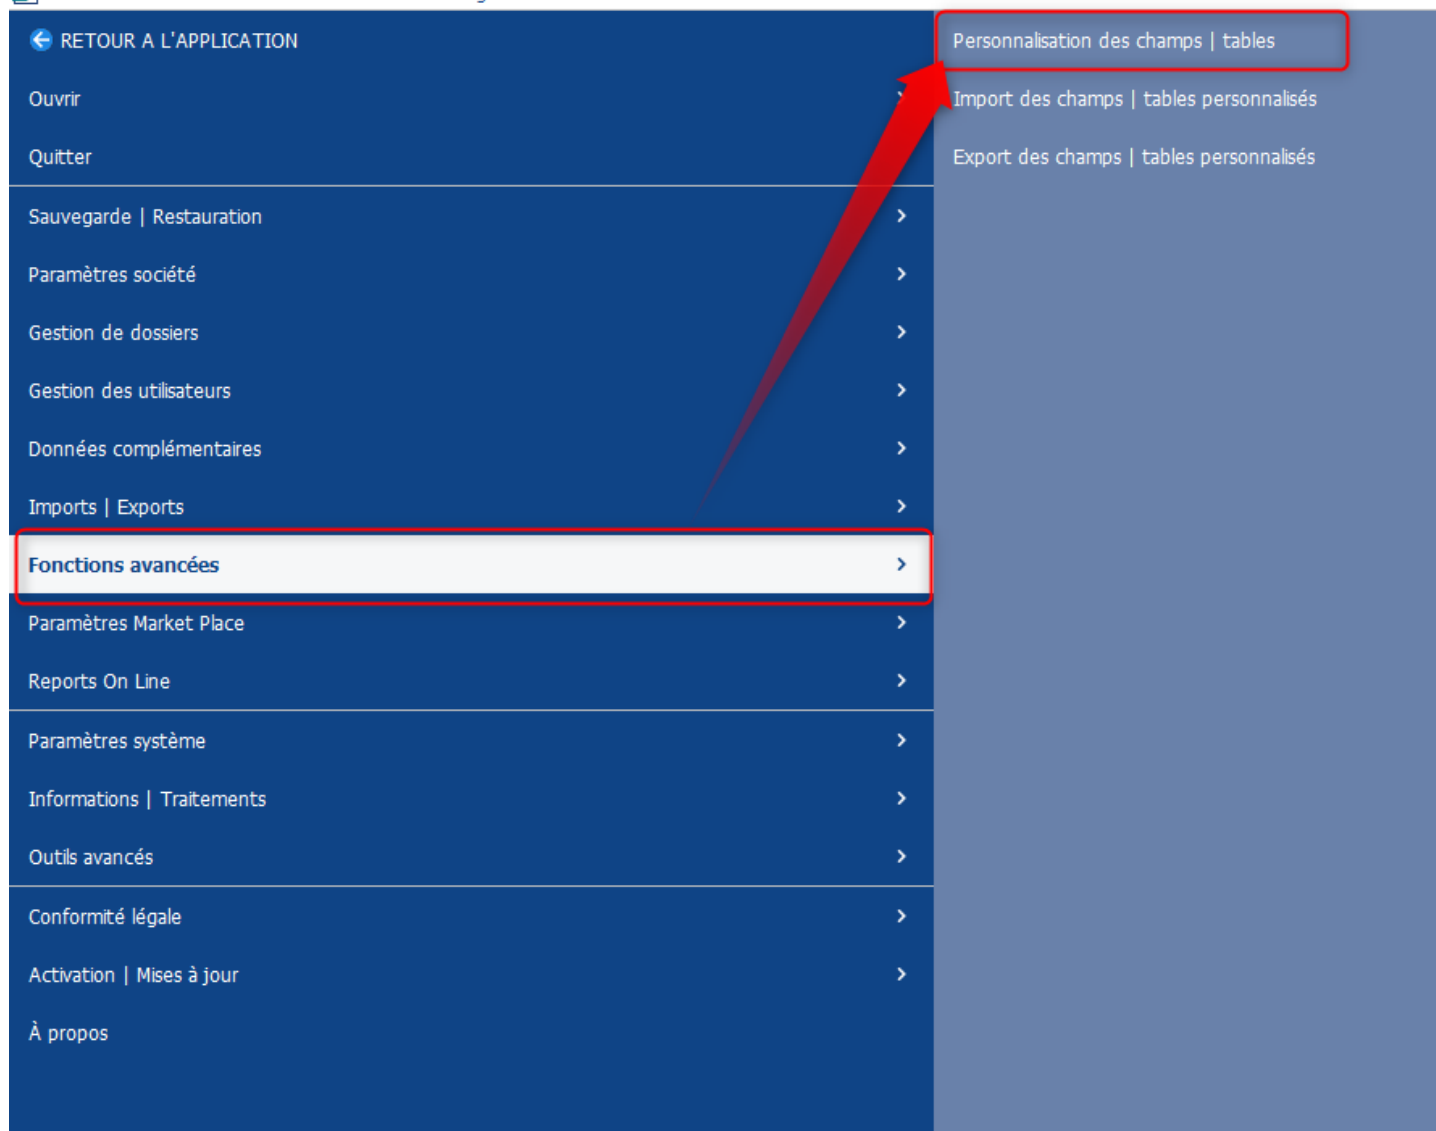 RETOUR A L'APPLICATION
Ouvrir
Quitter
Sauvegarde | Restauration
Paramètres société
Gestion de dossiers
Gestion des utilisateurs
Données complémentaires
Imports | Exports
Fonctions avancées
Paramètres Market Place
Reports On Line
Paramètres système
Informations | Traitements
Outils avancés
Conformité légale
Activation | Mises à jour
À propos
Personnalisation des champs | tables
Import des champs | tables personnalisés
Export des champs | tables personnalisés